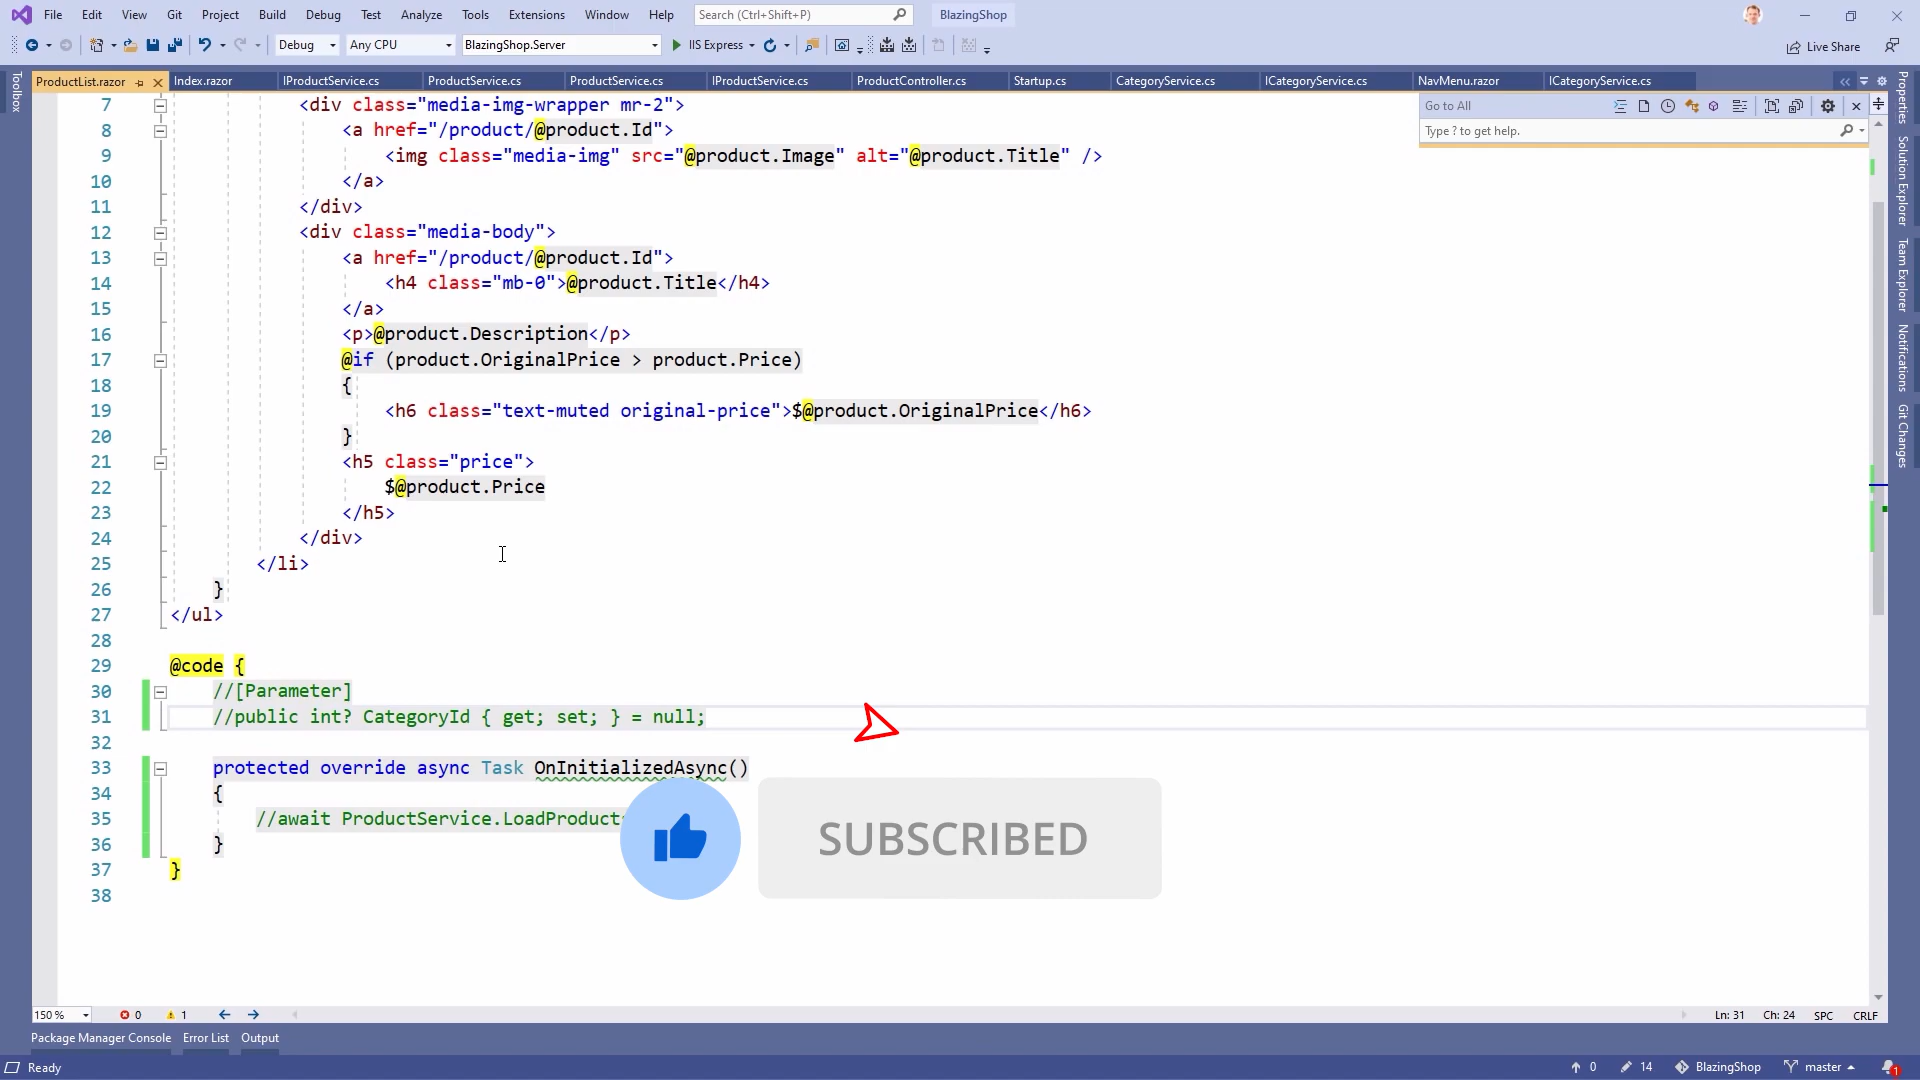 File Edit View Git Project Build Debug Test Analyze Tools Extensions Window Help Search (Ctrl+Shift+P) BlazingShop
Debug Any CPU BlazingShop.Server IIS Express Live Share
ProductList.razor Index.razor IProductService.cs ProductService.cs ProductService.cs IProductService.cs ProductController.cs Startup.cs CategoryService.cs ICategoryService.cs NavMenu.razor ICategoryService.cs
Toolbox
Go to All
Type ? to get help.
Properties
Solution Explorer
Team Explorer
Notifications
Git Changes
7 <div class="media-img-wrapper mr-2">
8 <a href="/product/@product.Id">
9 <img class="media-img" src="@product.Image" alt="@product.Title" />
10 </a>
11 </div>
12 <div class="media-body">
13 <a href="/product/@product.Id">
14 <h4 class="mb-0">@product.Title</h4>
15 </a>
16 <p>@product.Description</p>
17 @if (product.OriginalPrice > product.Price)
18 {
19 <h6 class="text-muted original-price">$@product.OriginalPrice</h6>
20 }
21 <h5 class="price">
22 $@product.Price
23 </h5>
24 </div>
25 </li>
26 }
27 </ul>
28
29 @code {
30 //[Parameter]
31 //public int? CategoryId { get; set; } = null;
32
33 protected override async Task OnInitializedAsync()
34 {
35 //await ProductService.LoadProducts
36 }
37 }
38
SUBSCRIBED
150 % 0 1 Ln: 31 Ch: 24 SPC CRLF
Package Manager Console Error List Output
Ready 0 14 BlazingShop master 1